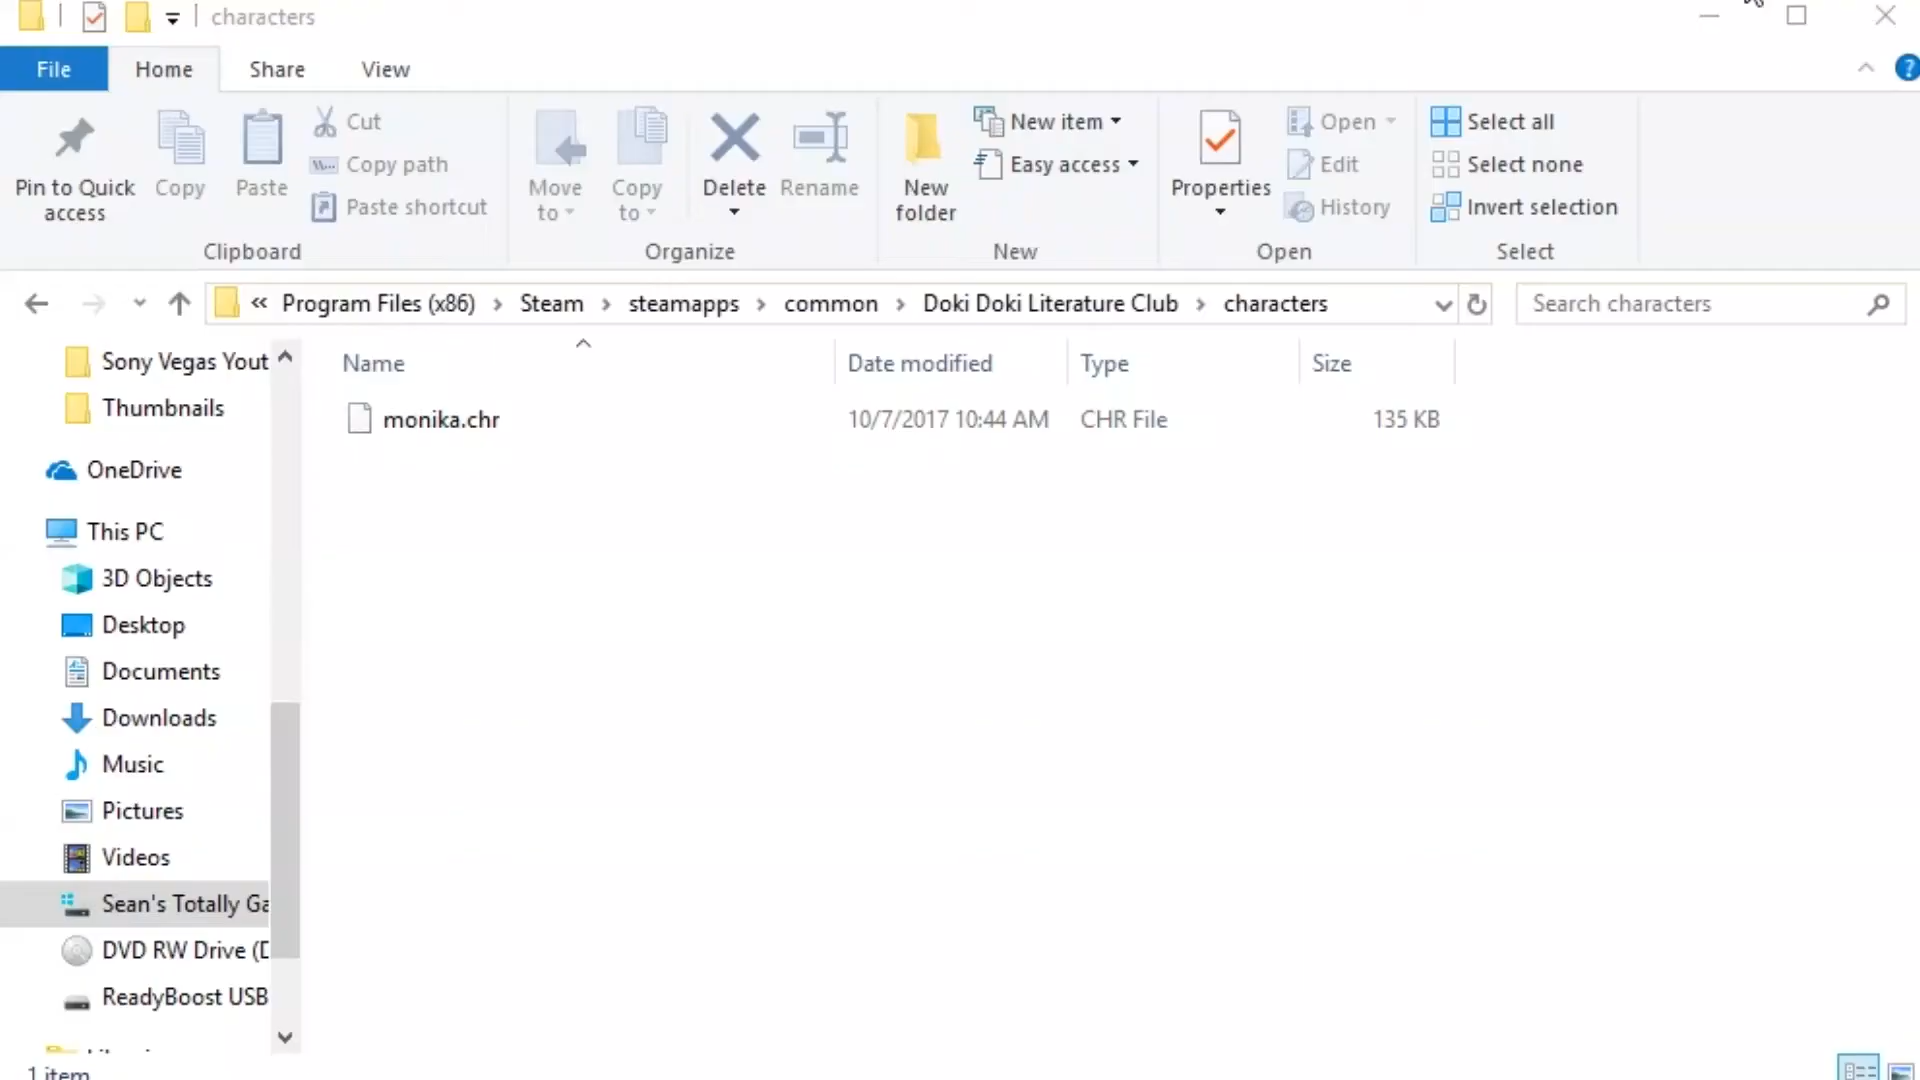 characters
File Home Share View
Pin to Quick access
Copy
Paste
Cut
Copy path
Paste shortcut
Clipboard
Move to
Copy to
Delete
Rename
Organize
New folder
New item
Easy access
New
Properties
Open
Edit
History
Open
Select all
Select none
Invert selection
Select
« Program Files (x86) › Steam › steamapps › common › Doki Doki Literature Club › characters
Search characters
Name Date modified Type Size
monika.chr 10/7/2017 10:44 AM CHR File 135 KB
Sony Vegas Yout
Thumbnails
OneDrive
This PC
3D Objects
Desktop
Documents
Downloads
Music
Pictures
Videos
Sean's Totally Ga
DVD RW Drive (D
ReadyBoost USB
1 item